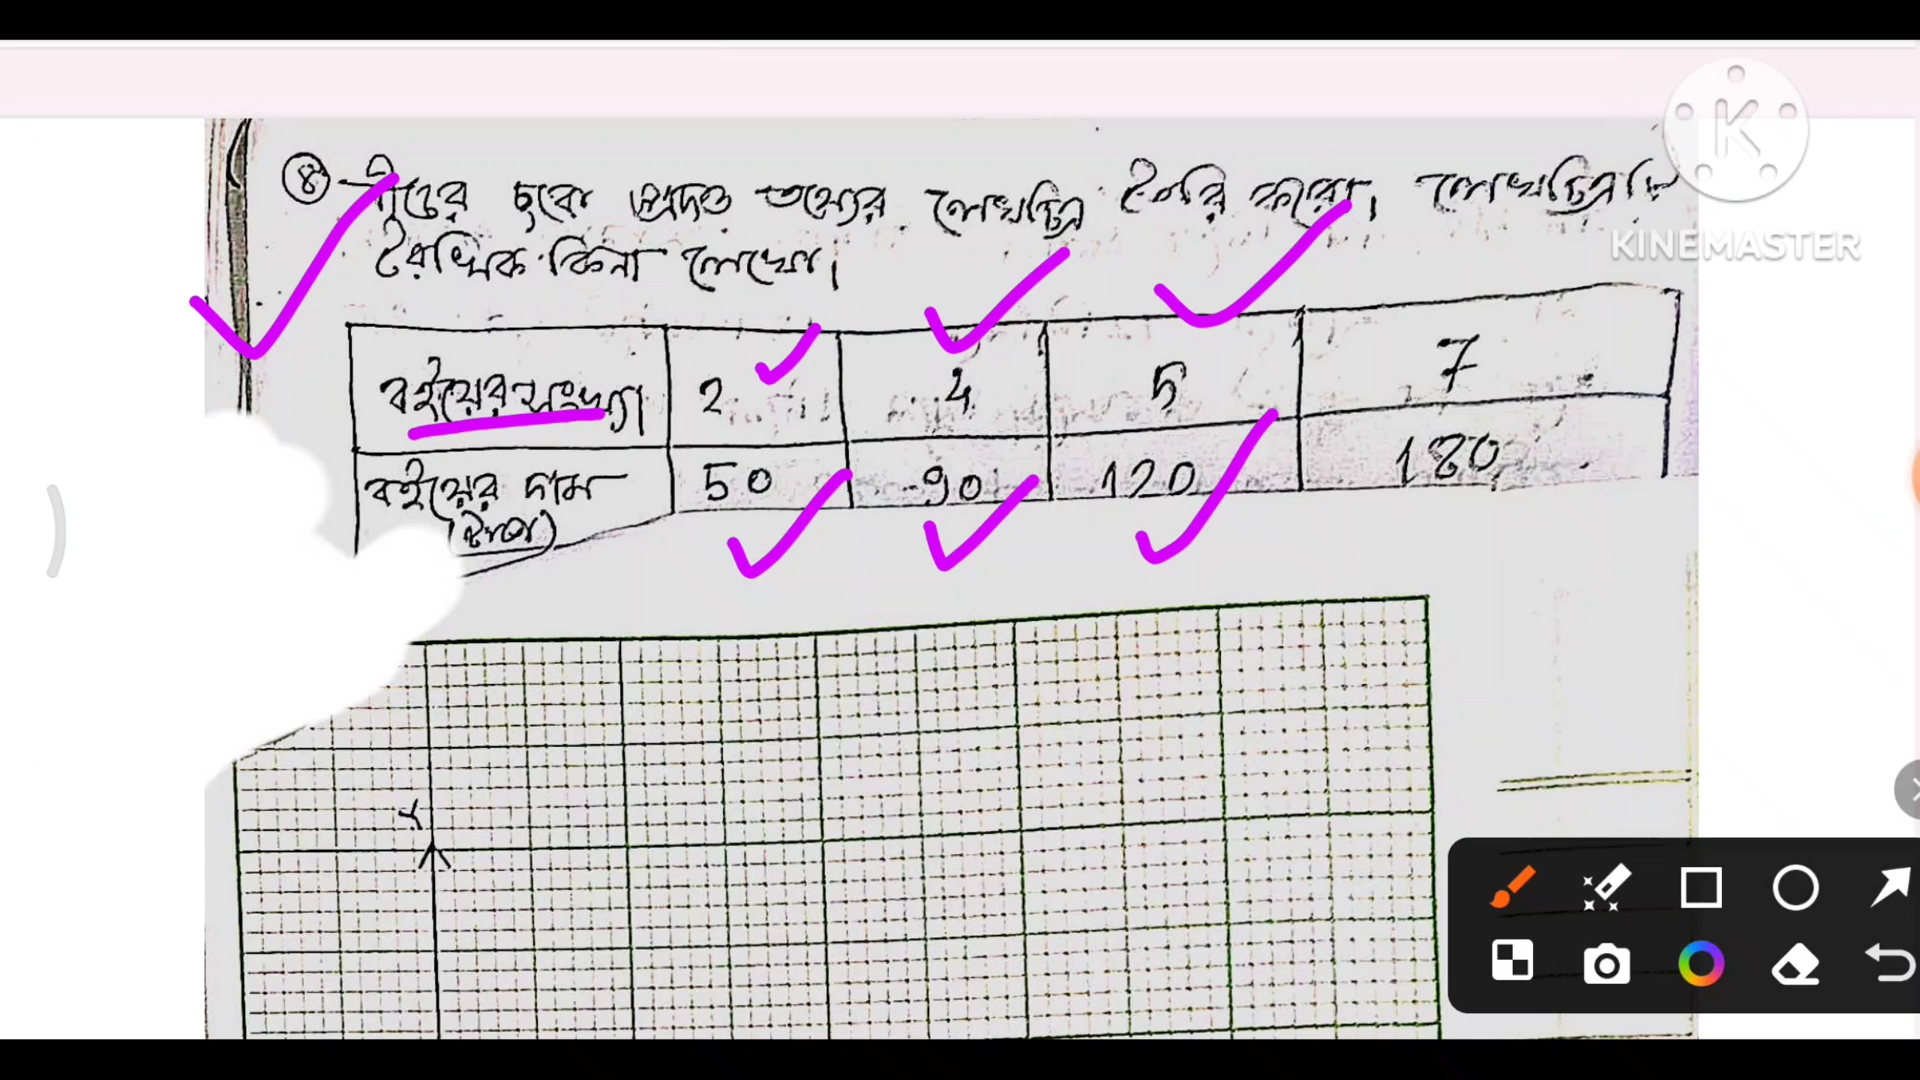 ৪ নীচের ছকে প্রদত্ত তথ্যের লেখচিত্র তৈরি করো। লেখচিত্রটি
রৈখিক কিনা লেখো।
বইয়ের সংখ্যা 2 4 5 7
বইয়ের দাম 50 90 120 180
(টাকা)
Y
K
KINEMASTER